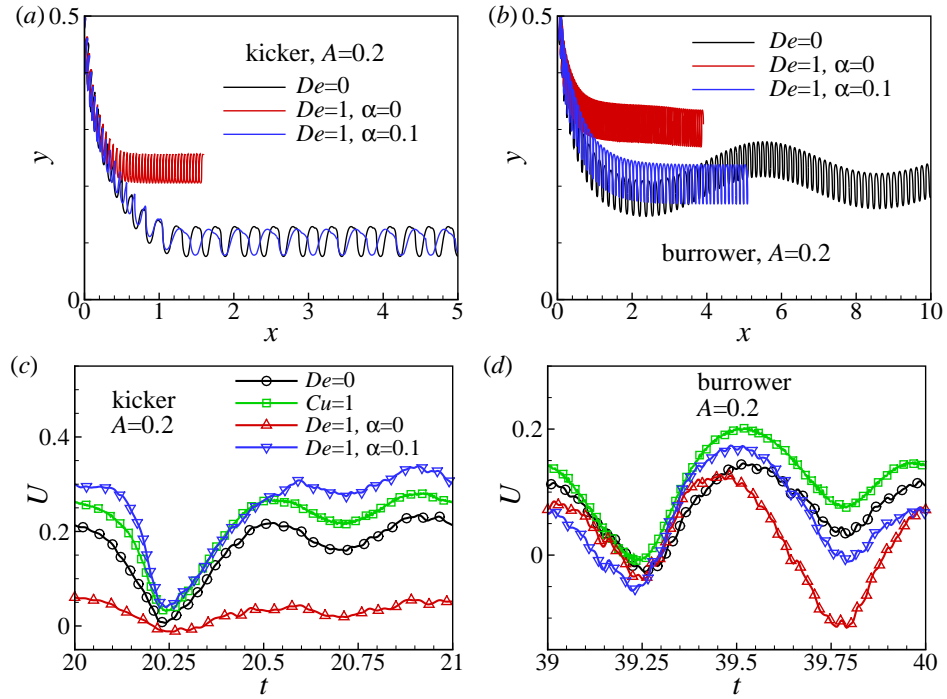 (a)
0.5
y
0
kicker, A=0.2
De=0
De=1, α=0
De=1, α=0.1
0 1 2 3 4 5
x
(b)
0.5
y
0
De=0
De=1, α=0
De=1, α=0.1
burrower, A=0.2
0 2 4 6 8 10
x
(c)
kicker
A=0.2
De=0
Cu=1
De=1, α=0
De=1, α=0.1
0.4
0.2
0
U
20 20.25 20.5 20.75 21
t
(d)
burrower
A=0.2
0.2
0
U
39 39.25 39.5 39.75 40
t